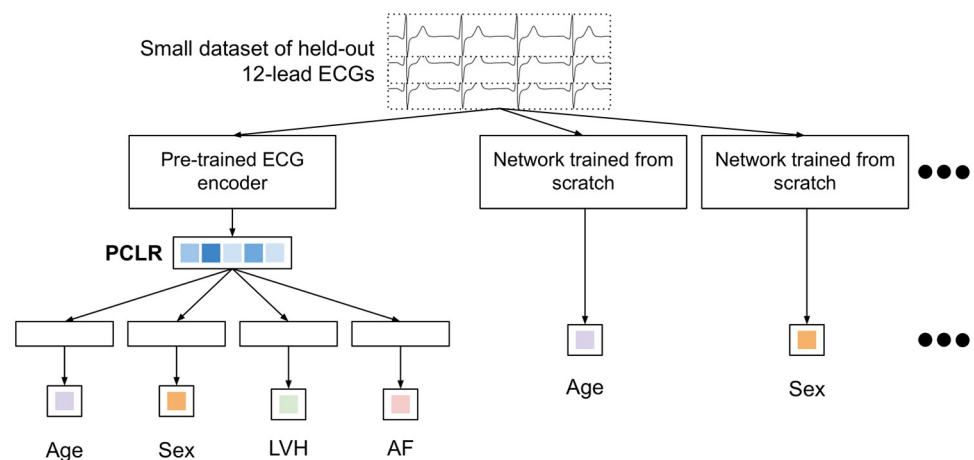 Small dataset of held-out
12-lead ECGs
Pre-trained ECG
encoder
Network trained from
scratch
Network trained from
scratch
PCLR
Age
Sex
LVH
AF
Age
Sex